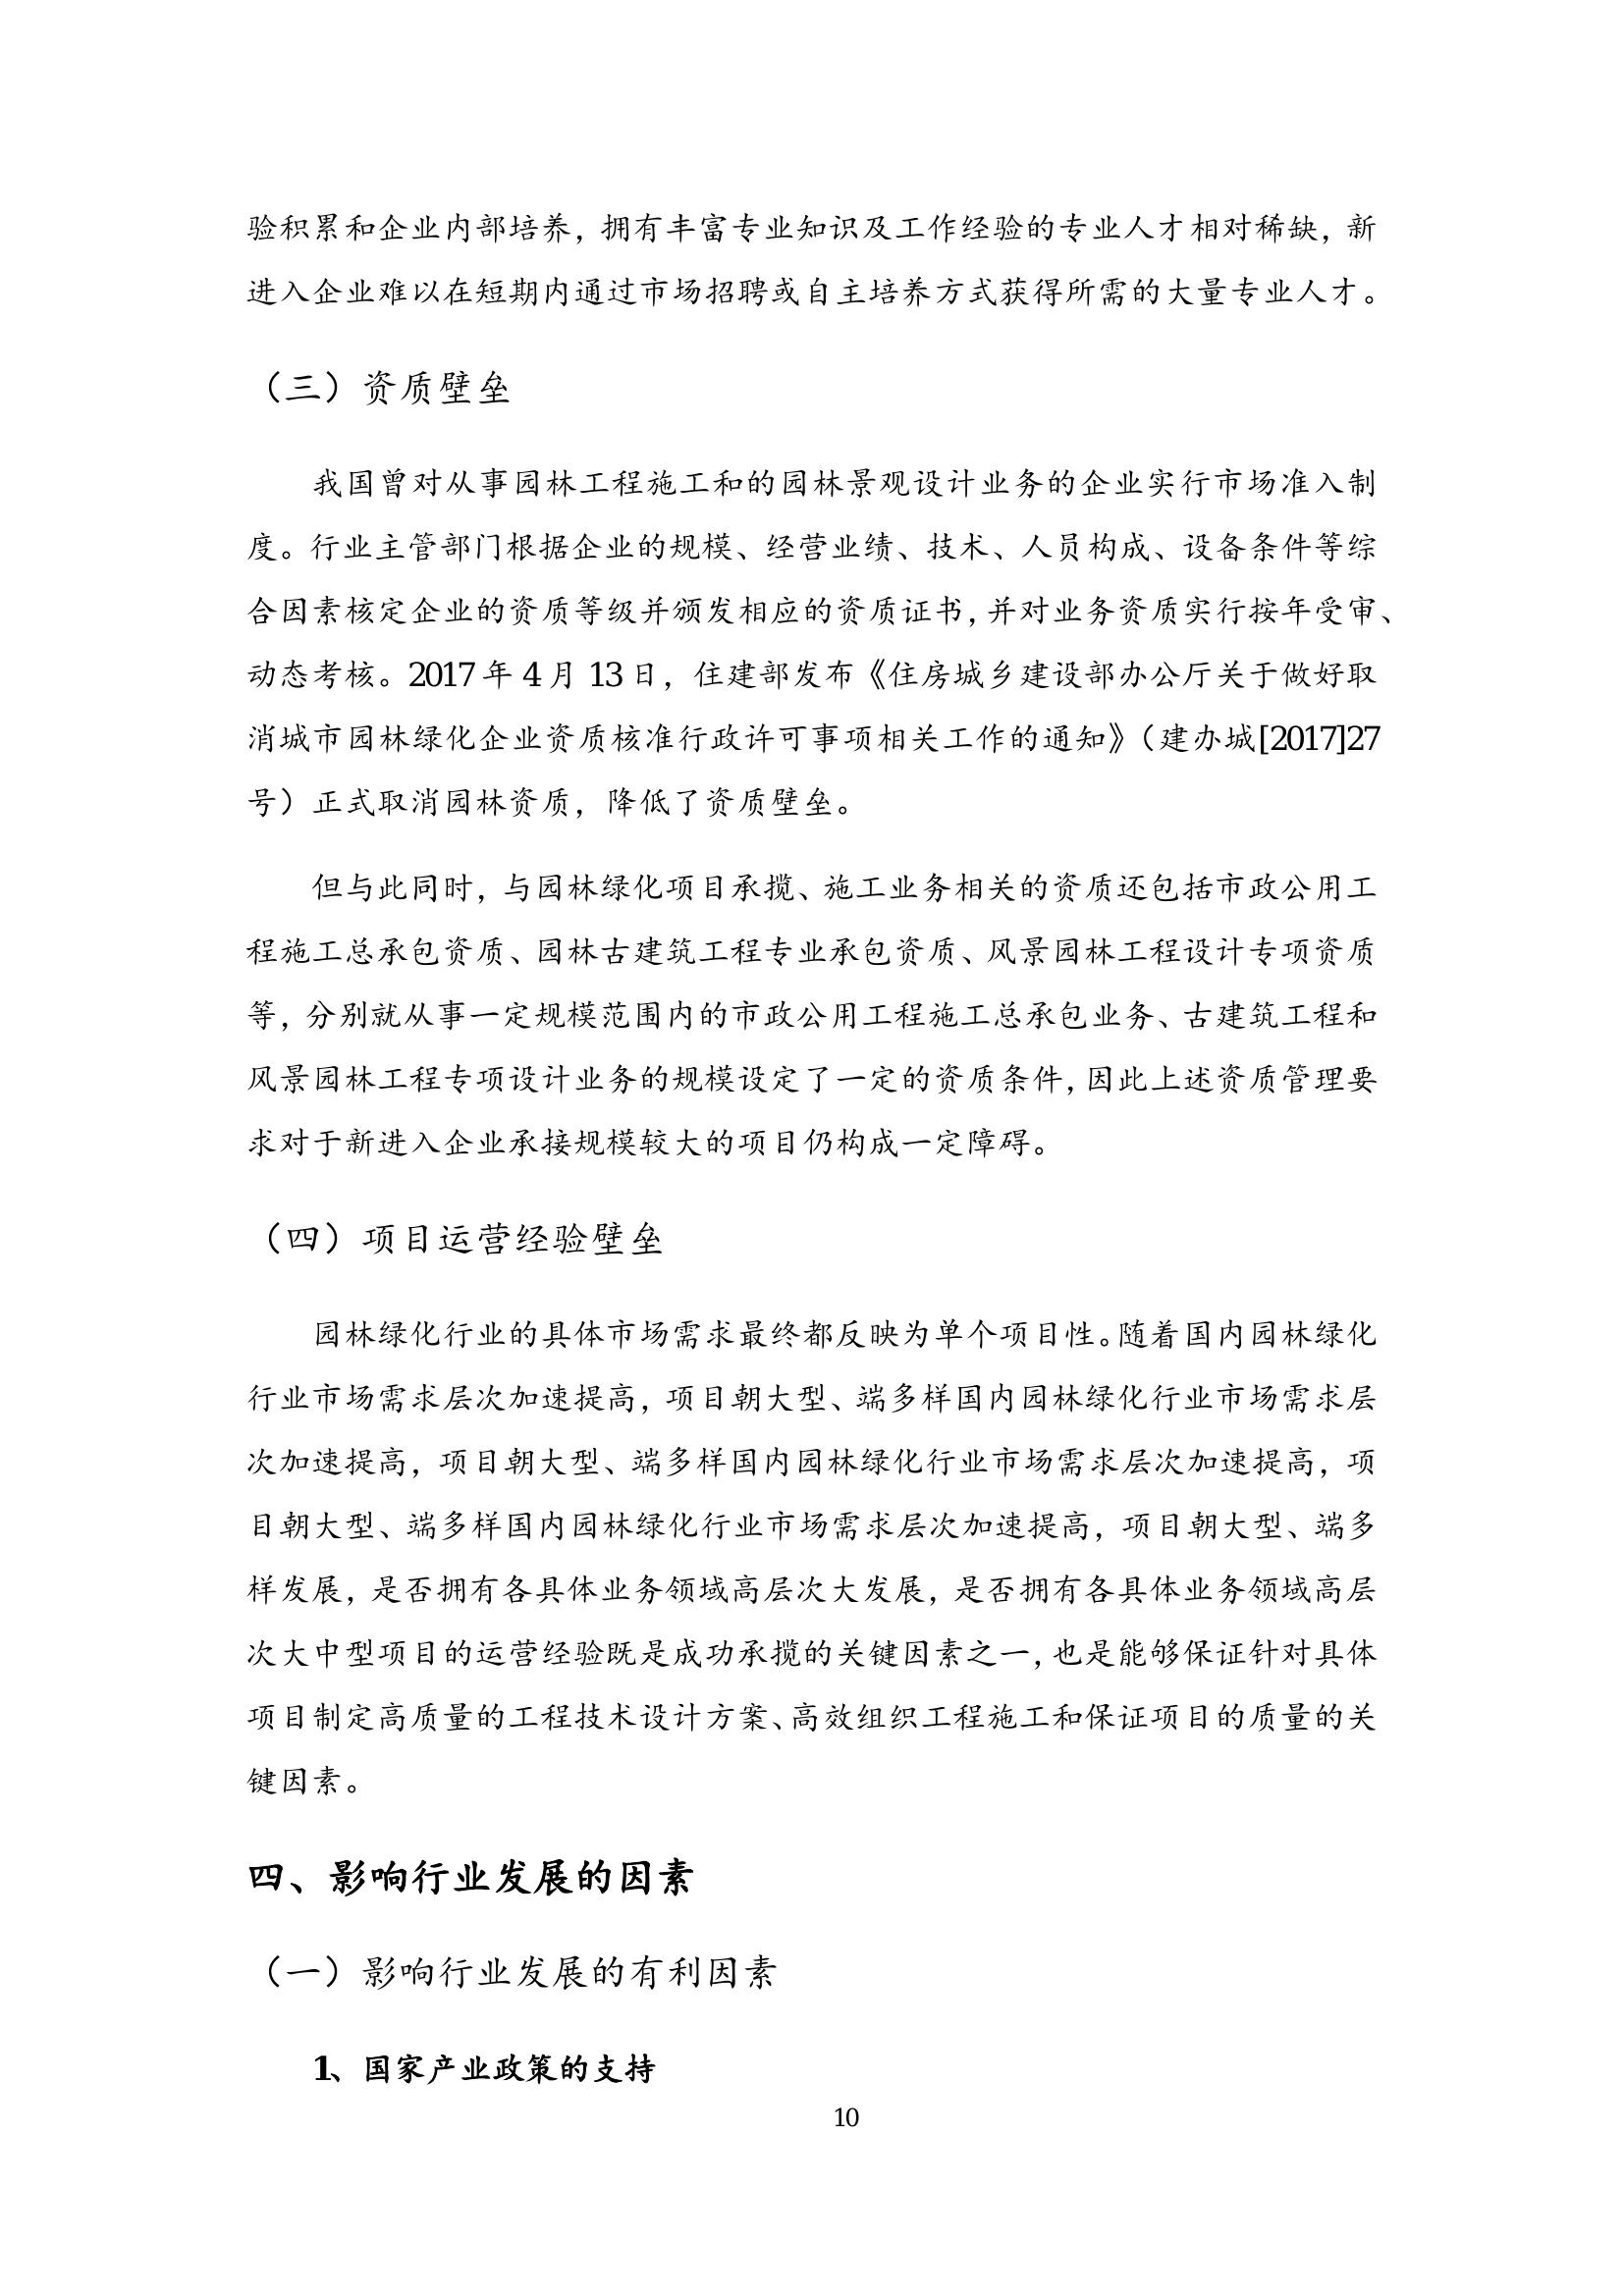 验积累和企业内部培养，拥有丰富专业知识及工作经验的专业人才相对稀缺，新
进入企业难以在短期内通过市场招聘或自主培养方式获得所需的大量专业人才。
（三）资质壁垒
我国曾对从事园林工程施工和的园林景观设计业务的企业实行市场准入制
度。行业主管部门根据企业的规模、经营业绩、技术、人员构成、设备条件等综
合因素核定企业的资质等级并颁发相应的资质证书，并对业务资质实行按年受审、
动态考核。2017 年 4 月 13 日，住建部发布《住房城乡建设部办公厅关于做好取
消城市园林绿化企业资质核准行政许可事项相关工作的通知》（建办城[2017]27
号）正式取消园林资质，降低了资质壁垒。
但与此同时，与园林绿化项目承揽、施工业务相关的资质还包括市政公用工
程施工总承包资质、园林古建筑工程专业承包资质、风景园林工程设计专项资质
等，分别就从事一定规模范围内的市政公用工程施工总承包业务、古建筑工程和
风景园林工程专项设计业务的规模设定了一定的资质条件，因此上述资质管理要
求对于新进入企业承接规模较大的项目仍构成一定障碍。
（四）项目运营经验壁垒
园林绿化行业的具体市场需求最终都反映为单个项目性。随着国内园林绿化
行业市场需求层次加速提高，项目朝大型、端多样国内园林绿化行业市场需求层
次加速提高，项目朝大型、端多样国内园林绿化行业市场需求层次加速提高，项
目朝大型、端多样国内园林绿化行业市场需求层次加速提高，项目朝大型、端多
样发展，是否拥有各具体业务领域高层次大发展，是否拥有各具体业务领域高层
次大中型项目的运营经验既是成功承揽的关键因素之一，也是能够保证针对具体
项目制定高质量的工程技术设计方案、高效组织工程施工和保证项目的质量的关
键因素。
四、影响行业发展的因素
（一）影响行业发展的有利因素
1、国家产业政策的支持
10